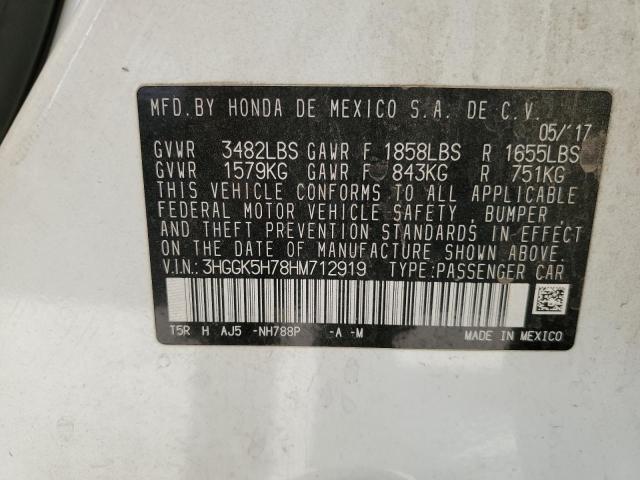 MFD.BY HONDA DE MEXICO S.A. DE C.V.
05/'17
GVWR 3482LBS GAWR F 1858LBS R 1655LBS
GVWR 1579KG GAWR F 843KG R 751KG
THIS VEHICLE CONFORMS TO ALL APPLICABLE
FEDERAL MOTOR VEHICLE SAFETY , BUMPER ,
AND THEFT PREVENTION STANDARDS IN EFFECT
ON THE DATE OF MANUFACTURE SHOWN ABOVE.
V.I.N.: 3HGGK5H78HM712919 TYPE:PASSENGER CAR
T5R H AJ5 -NH788P -A -M MADE IN MEXICO